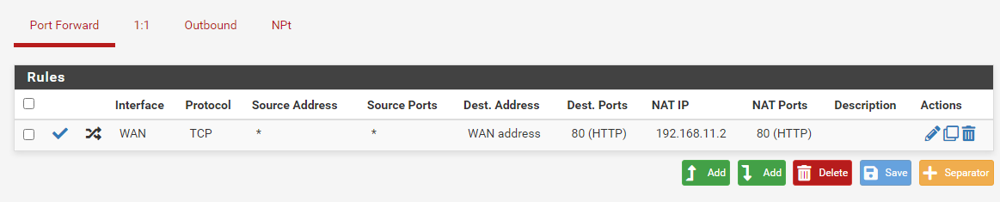 Port Forward 1:1 Outbound NPt
Rules
Interface Protocol Source Address Source Ports Dest. Address Dest. Ports NAT IP NAT Ports Description Actions
WAN TCP * * WAN address 80 (HTTP) 192.168.11.2 80 (HTTP)
Add Add Delete Save Separator